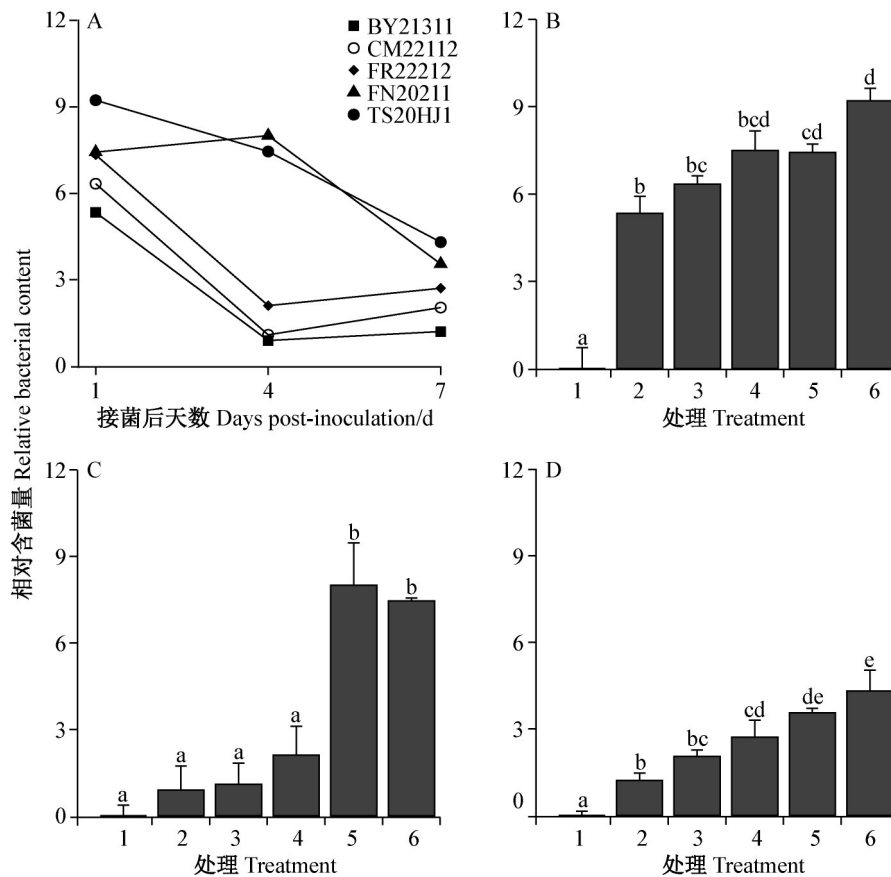 相对含菌量 Relative bacterial content
A
12
9
6
3
0
1 4 7
接菌后天数 Days post-inoculation/d
BY21311
CM22112
FR22212
FN20211
TS20HJ1
B
12
9
6
3
0
a b bc bcd cd d
1 2 3 4 5 6
处理 Treatment
C
12
9
6
3
0
a a a a b b
1 2 3 4 5 6
处理 Treatment
D
12
9
6
3
0
a b bc cd de e
1 2 3 4 5 6
处理 Treatment